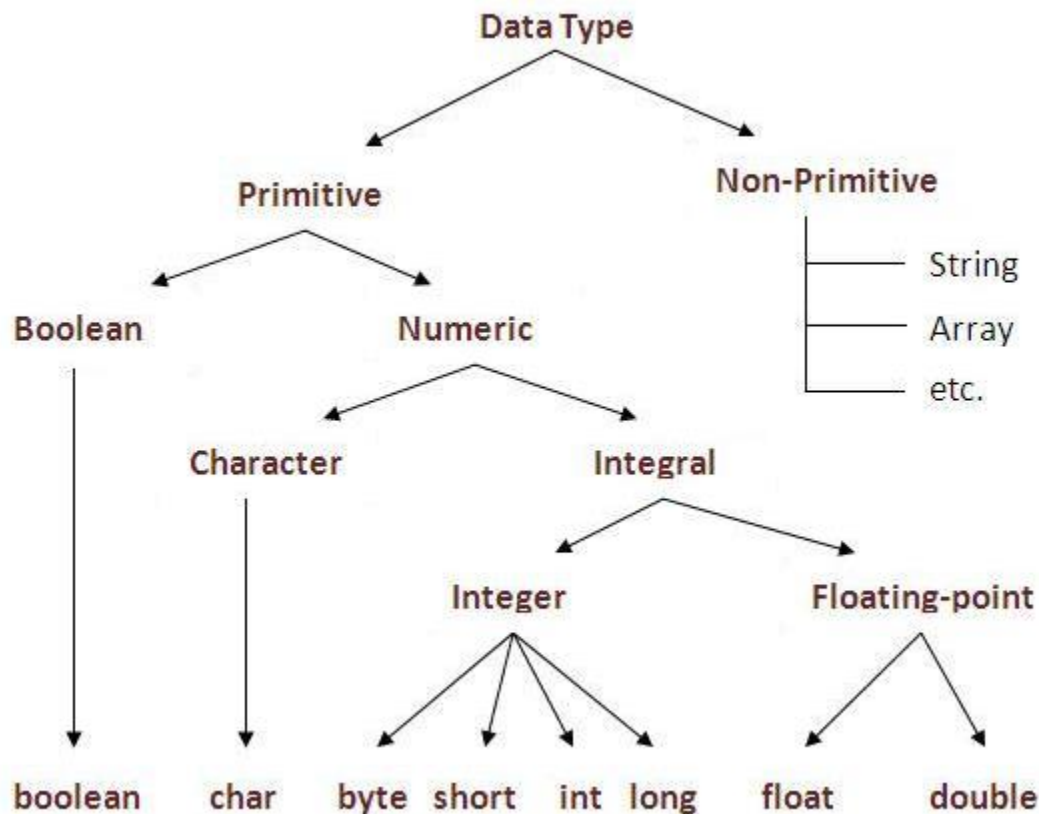 Data Type
Primitive
Non-Primitive
String
Array
etc.
Boolean
Numeric
Character
Integral
Integer
Floating-point
boolean char byte short int long float double